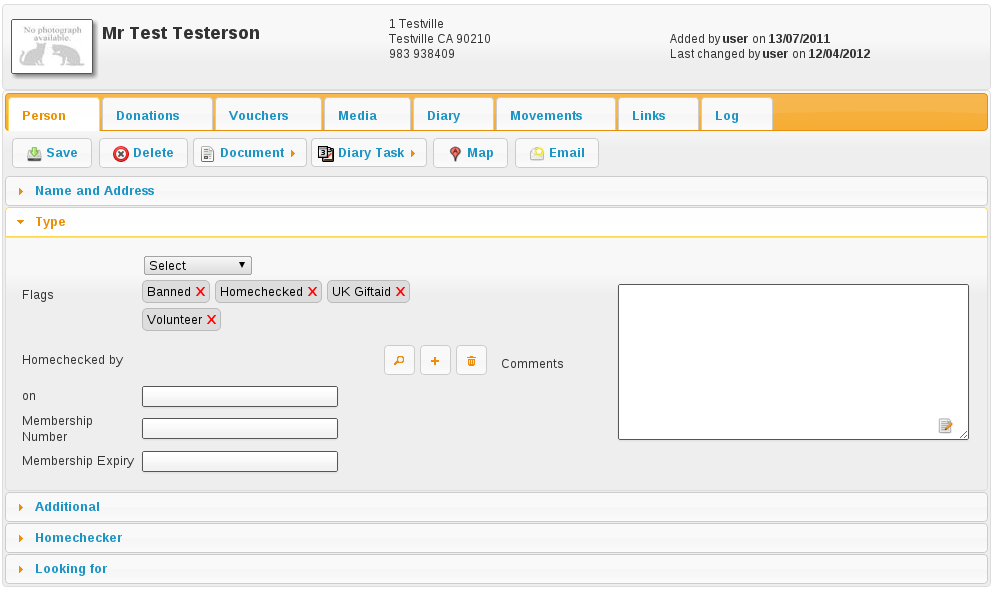 No photograph
available.
Mr Test Testerson
1 Testville
Testville CA 90210
983 938409
Added by user on 13/07/2011
Last changed by user on 12/04/2012
Person Donations Vouchers Media Diary Movements Links Log
Save Delete Document Diary Task Map Email
Name and Address
Type
Select
Flags
Banned X Homechecked X UK Giftaid X
Volunteer X
Homechecked by
Comments
on
Membership
Number
Membership Expiry
Additional
Homechecker
Looking for